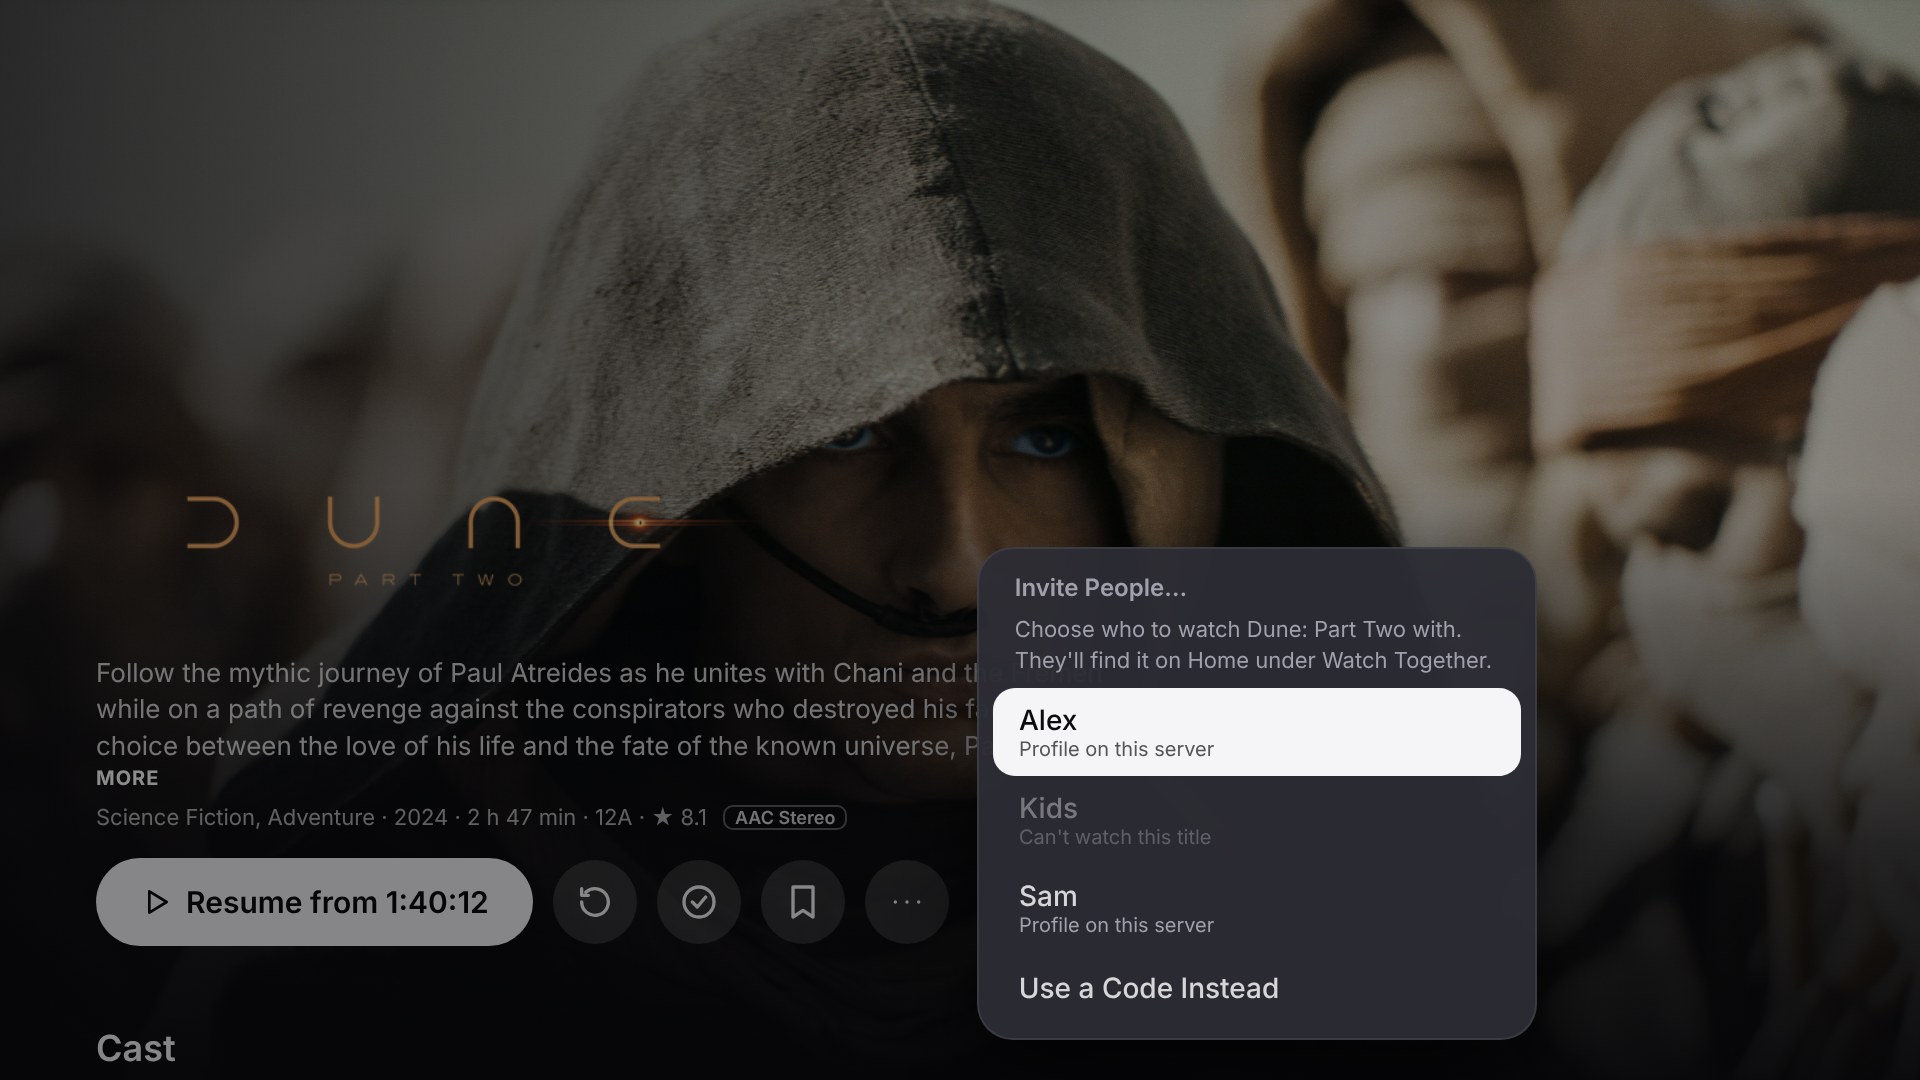 DUNE
PART TWO
Follow the mythic journey of Paul Atreides as he unites with Chani and the Fremen
while on a path of revenge against the conspirators who destroyed his
choice between the love of his life and the fate of the known universe,
MORE
Science Fiction, Adventure · 2024 · 2 h 47 min · 12A · ★ 8.1 AAC Stereo
Resume from 1:40:12
Cast
Invite People...
Choose who to watch Dune: Part Two with.
They'll find it on Home under Watch Together.
Alex
Profile on this server
Kids
Can't watch this title
Sam
Profile on this server
Use a Code Instead